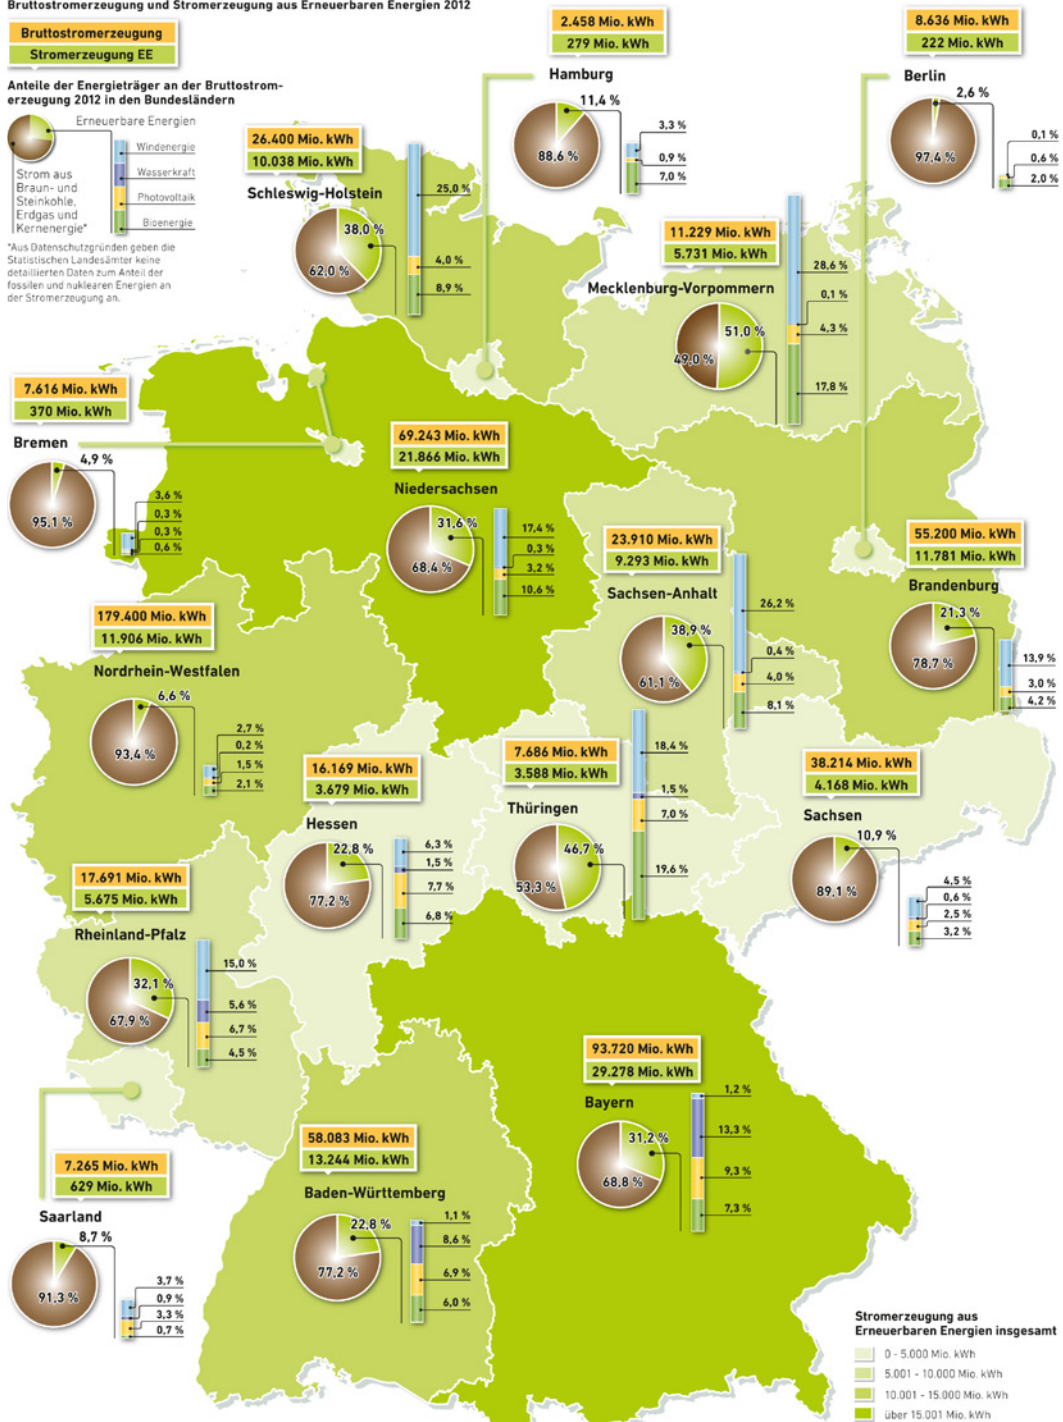 Bruttostromerzeugung und Stromerzeugung aus Erneuerbaren Energien 2012
Bruttostromerzeugung
Stromerzeugung EE
Anteile der Energieträger an der Bruttostrom-
erzeugung 2012 in den Bundesländern
Erneuerbare Energien
Windenergie
Wasserkraft
Photovoltaik
Bioenergie
Strom aus
Braun- und
Steinkohle,
Erdgas und
Kernenergie*
*Aus Datenschutzgründen geben die
Statistischen Landesämter keine
detaillierten Daten zum Anteil der
fossilen und nuklearen Energien an
der Stromerzeugung an.
2.458 Mio. kWh
279 Mio. kWh
Hamburg
11,4 %
88,6 %
3,3 %
0,9 %
7,0 %
8.636 Mio. kWh
222 Mio. kWh
Berlin
2,6 %
97,4 %
0,1 %
0,6 %
2,0 %
26.400 Mio. kWh
10.038 Mio. kWh
Schleswig-Holstein
38,0 %
62,0 %
25,0 %
4,0 %
8,9 %
11.229 Mio. kWh
5.731 Mio. kWh
Mecklenburg-Vorpommern
51,0 %
49,0 %
28,6 %
0,1 %
4,3 %
17,8 %
7.616 Mio. kWh
370 Mio. kWh
Bremen
4,9 %
95,1 %
3,6 %
0,3 %
0,3 %
0,6 %
69.243 Mio. kWh
21.866 Mio. kWh
Niedersachsen
31,6 %
68,4 %
17,4 %
0,3 %
3,2 %
10,6 %
23.910 Mio. kWh
9.293 Mio. kWh
Sachsen-Anhalt
38,9 %
61,1 %
26,2 %
0,4 %
4,0 %
8,1 %
55.200 Mio. kWh
11.781 Mio. kWh
Brandenburg
21,3 %
78,7 %
13,9 %
3,0 %
4,2 %
179.400 Mio. kWh
11.906 Mio. kWh
Nordrhein-Westfalen
6,6 %
93,4 %
2,7 %
0,2 %
1,5 %
2,1 %
16.169 Mio. kWh
3.679 Mio. kWh
Hessen
22,8 %
77,2 %
6,3 %
1,5 %
7,7 %
6,8 %
7.686 Mio. kWh
3.588 Mio. kWh
Thüringen
46,7 %
53,3 %
18,4 %
1,5 %
7,0 %
19,6 %
38.214 Mio. kWh
4.168 Mio. kWh
Sachsen
10,9 %
89,1 %
4,5 %
0,6 %
2,5 %
3,2 %
17.691 Mio. kWh
5.675 Mio. kWh
Rheinland-Pfalz
32,1 %
67,9 %
15,0 %
5,6 %
6,7 %
4,5 %
93.720 Mio. kWh
29.278 Mio. kWh
Bayern
31,2 %
68,8 %
1,2 %
13,3 %
9,3 %
7,3 %
7.265 Mio. kWh
629 Mio. kWh
Saarland
8,7 %
91,3 %
3,7 %
0,9 %
3,3 %
0,7 %
58.083 Mio. kWh
13.244 Mio. kWh
Baden-Württemberg
22,8 %
77,2 %
1,1 %
8,6 %
6,9 %
6,0 %
Stromerzeugung aus
Erneuerbaren Energien insgesamt
0 - 5.000 Mio. kWh
5.001 - 10.000 Mio. kWh
10.001 - 15.000 Mio. kWh
über 15.001 Mio. kWh